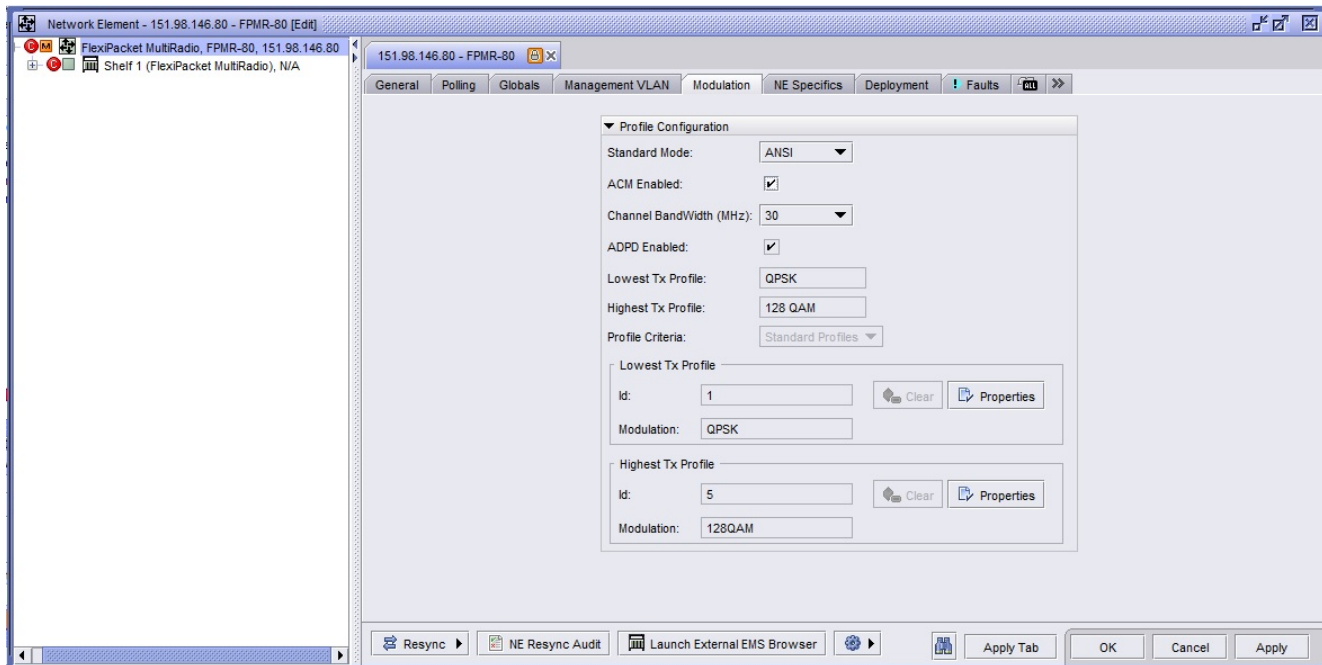 Network Element - 151.98.146.80 - FPMR-80 [Edit]
C M FlexiPacket MultiRadio, FPMR-80, 151.98.146.80
C Shelf 1 (FlexiPacket MultiRadio), N/A
151.98.146.80 - FPMR-80
General Polling Globals Management VLAN Modulation NE Specifics Deployment ! Faults ALL
Profile Configuration
Standard Mode: ANSI
ACM Enabled:
Channel BandWidth (MHz): 30
ADPD Enabled:
Lowest Tx Profile: QPSK
Highest Tx Profile: 128 QAM
Profile Criteria: Standard Profiles
Lowest Tx Profile
Id: 1 Clear Properties
Modulation: QPSK
Highest Tx Profile
Id: 5 Clear Properties
Modulation: 128QAM
Resync NE Resync Audit Launch External EMS Browser Apply Tab OK Cancel Apply